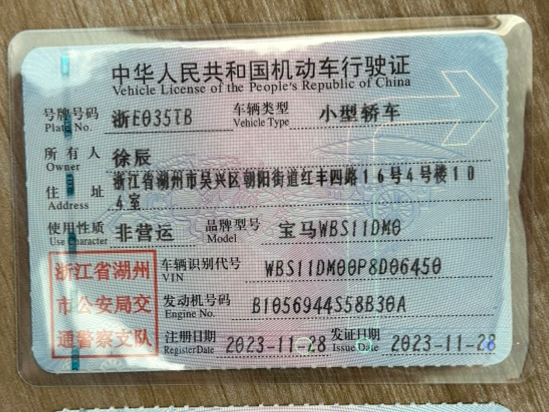 中华人民共和国机动车行驶证
Vehicle License of the People's Republic of China
号牌号码 浙E035TB 车辆类型 小型轿车
Plate No. Vehicle Type
所有人 徐辰
Owner
浙江省湖州市吴兴区朝阳街道红丰四路16号4号楼10
住址 4室
Address
使用性质 非营运 品牌型号 宝马WBS11DM0
Use Character Model
浙江省湖州 车辆识别代号 WBS11DM00P8D06450
VIN
市公安局交 发动机号码 B1056944S58B30A
Engine No.
通警察支队 注册日期 2023-11-28 发证日期 2023-11-28
RegisterDate Issue Date